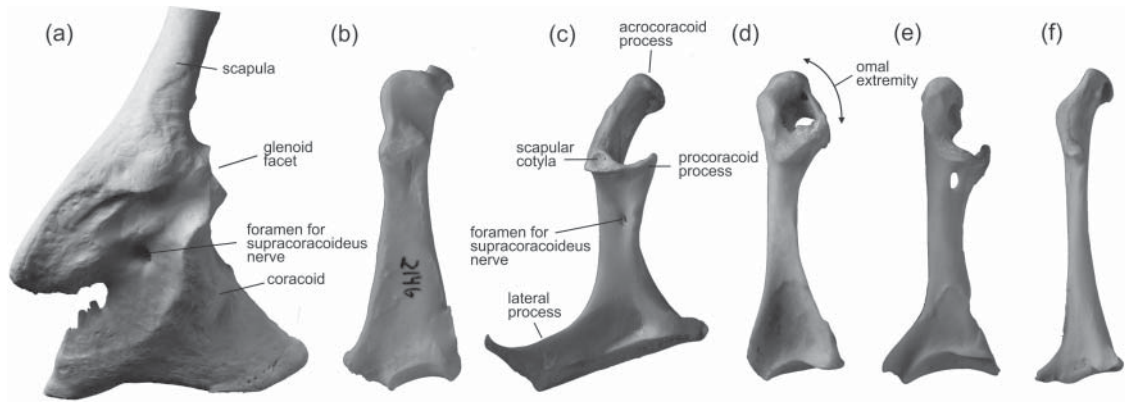 (a)
scapula
glenoid
facet
foramen for
supracoracoideus
nerve
coracoid
(b)
2146
(c)
acrocoracoid
process
scapular
cotyla
procoracoid
process
foramen for
supracoracoideus
nerve
lateral
process
(d)
omal
extremity
(e)
(f)